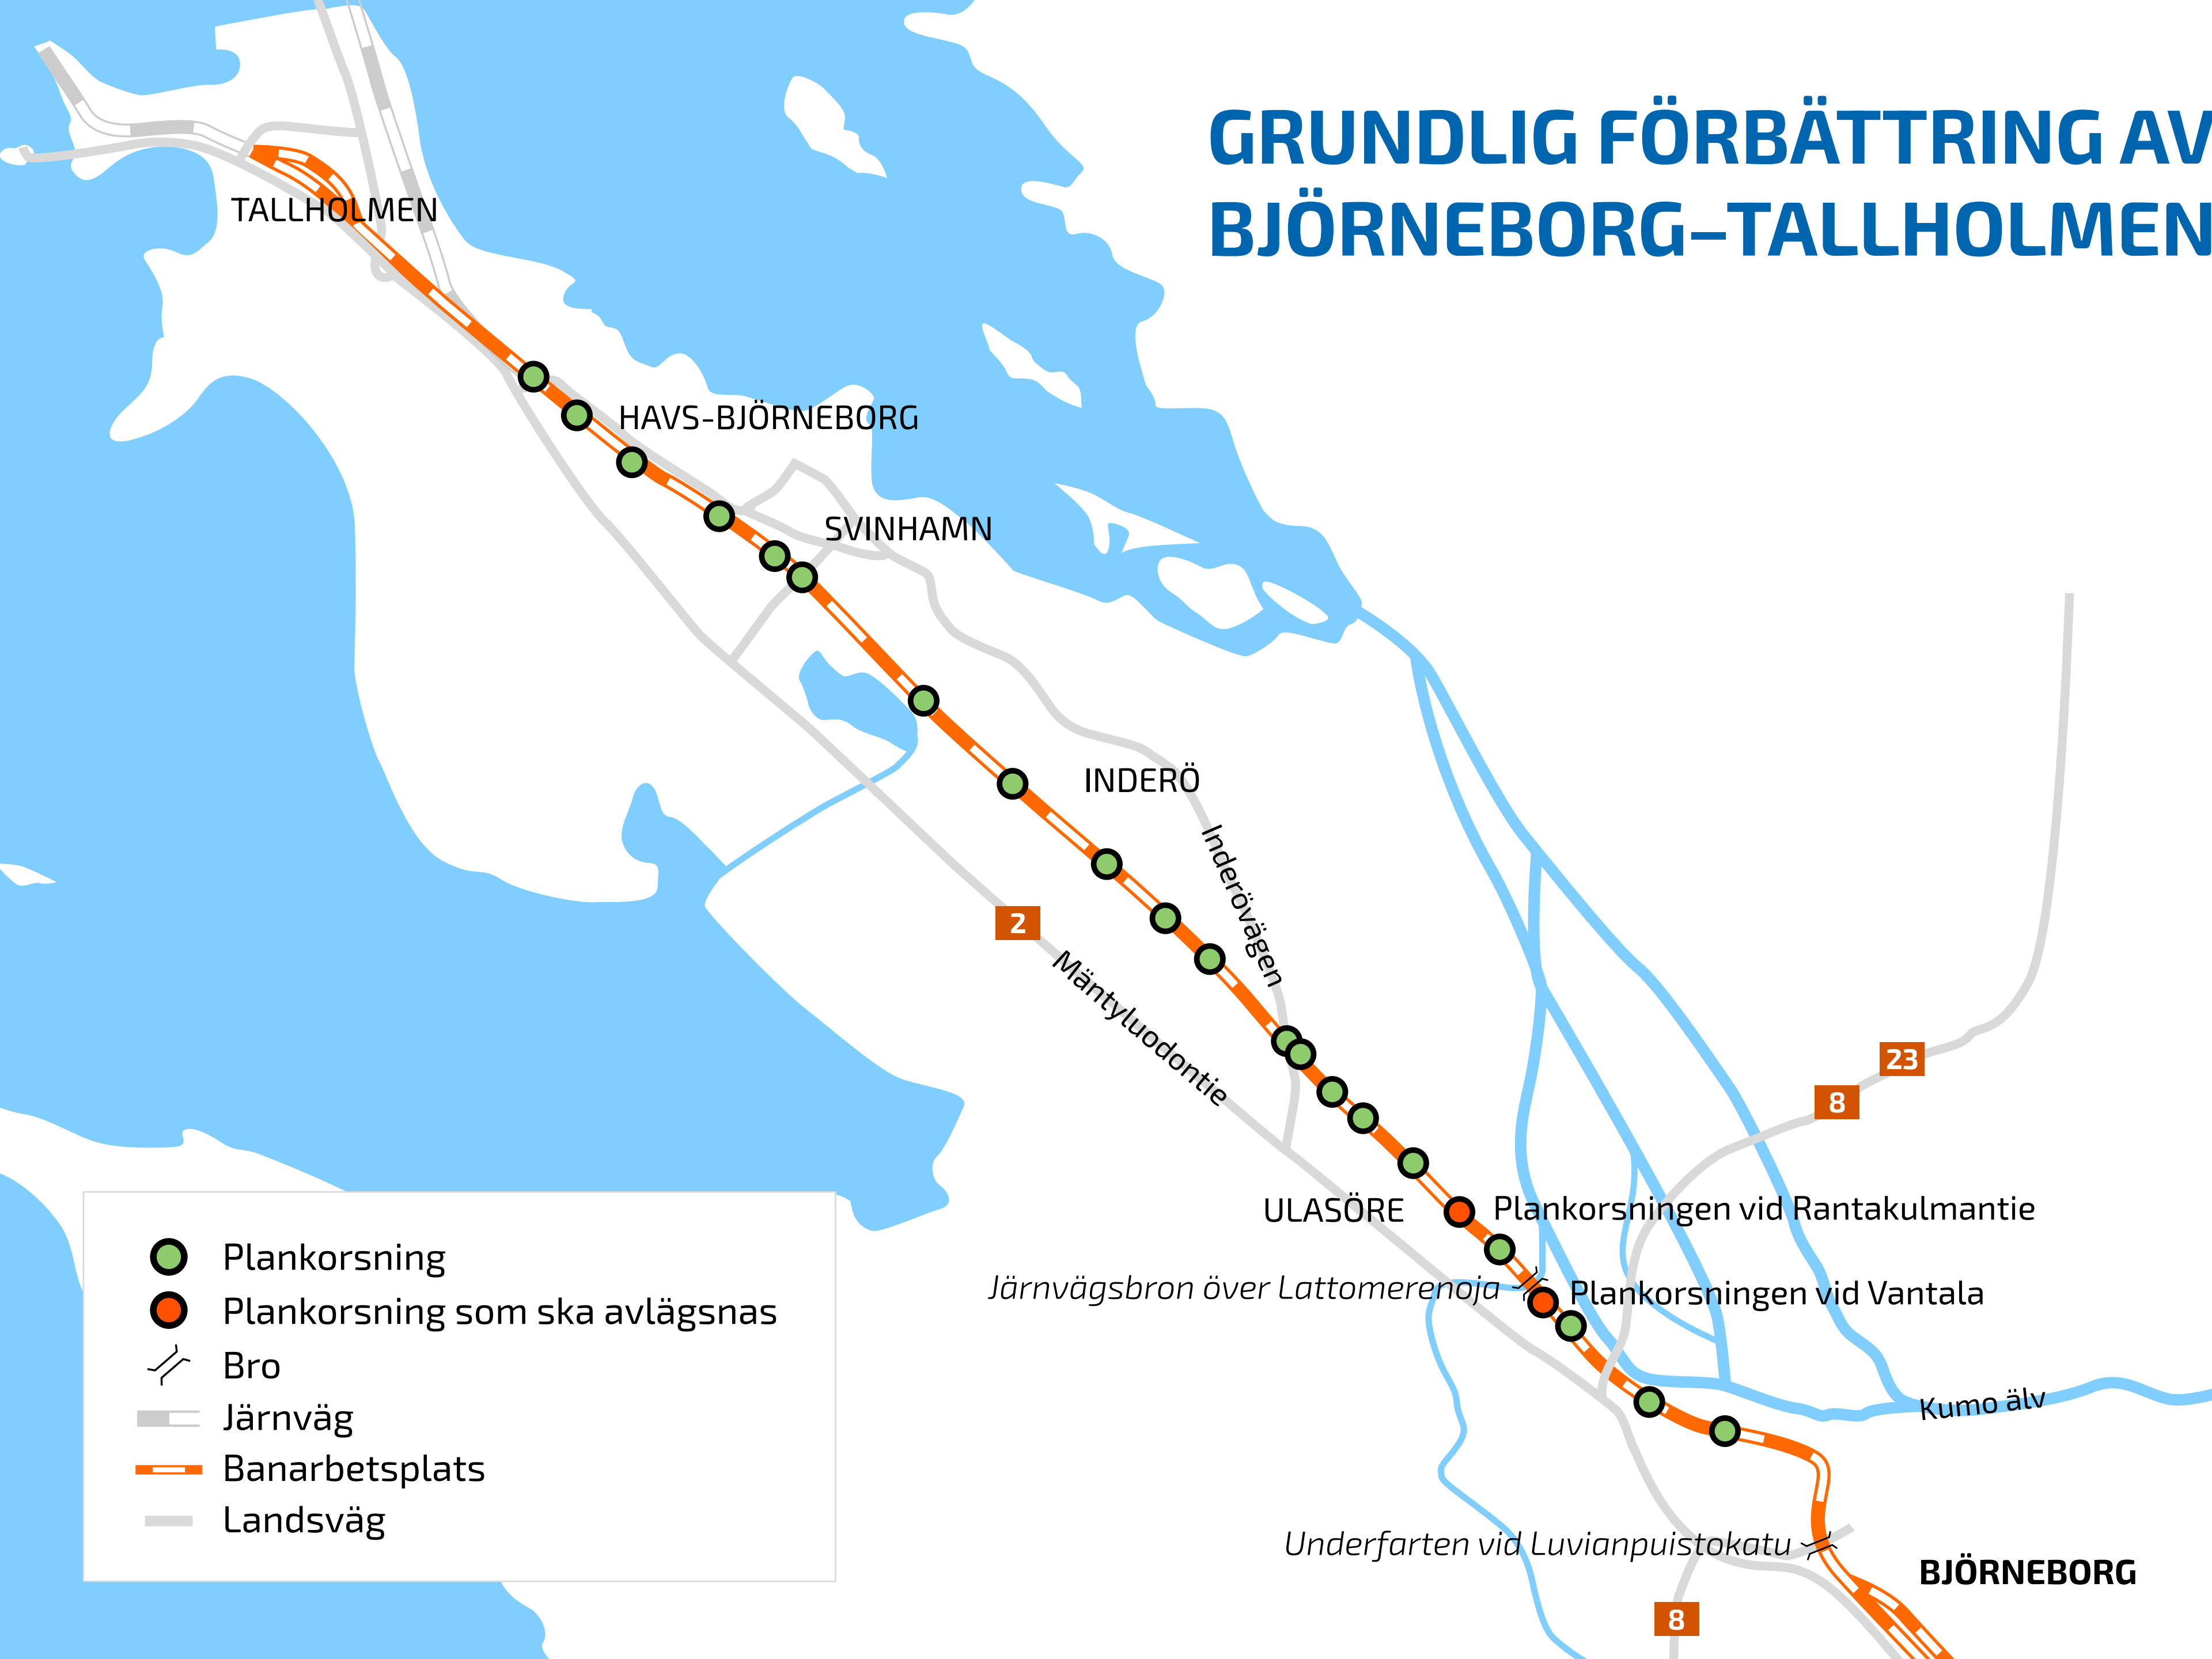 GRUNDLIG FÖRBÄTTRING AV
BJÖRNEBORG–TALLHOLMEN
TALLHOLMEN
HAVS-BJÖRNEBORG
SVINHAMN
INDERÖ
Inderövägen
2
Mäntyluodontie
23
8
ULASÖRE
Plankorsningen vid Rantakulmantie
Järnvägsbron över Lattomerenoja
Plankorsningen vid Vantala
Kumo älv
Underfarten vid Luvianpuistokatu
BJÖRNEBORG
8
Plankorsning
Plankorsning som ska avlägsnas
Bro
Järnväg
Banarbetsplats
Landsväg